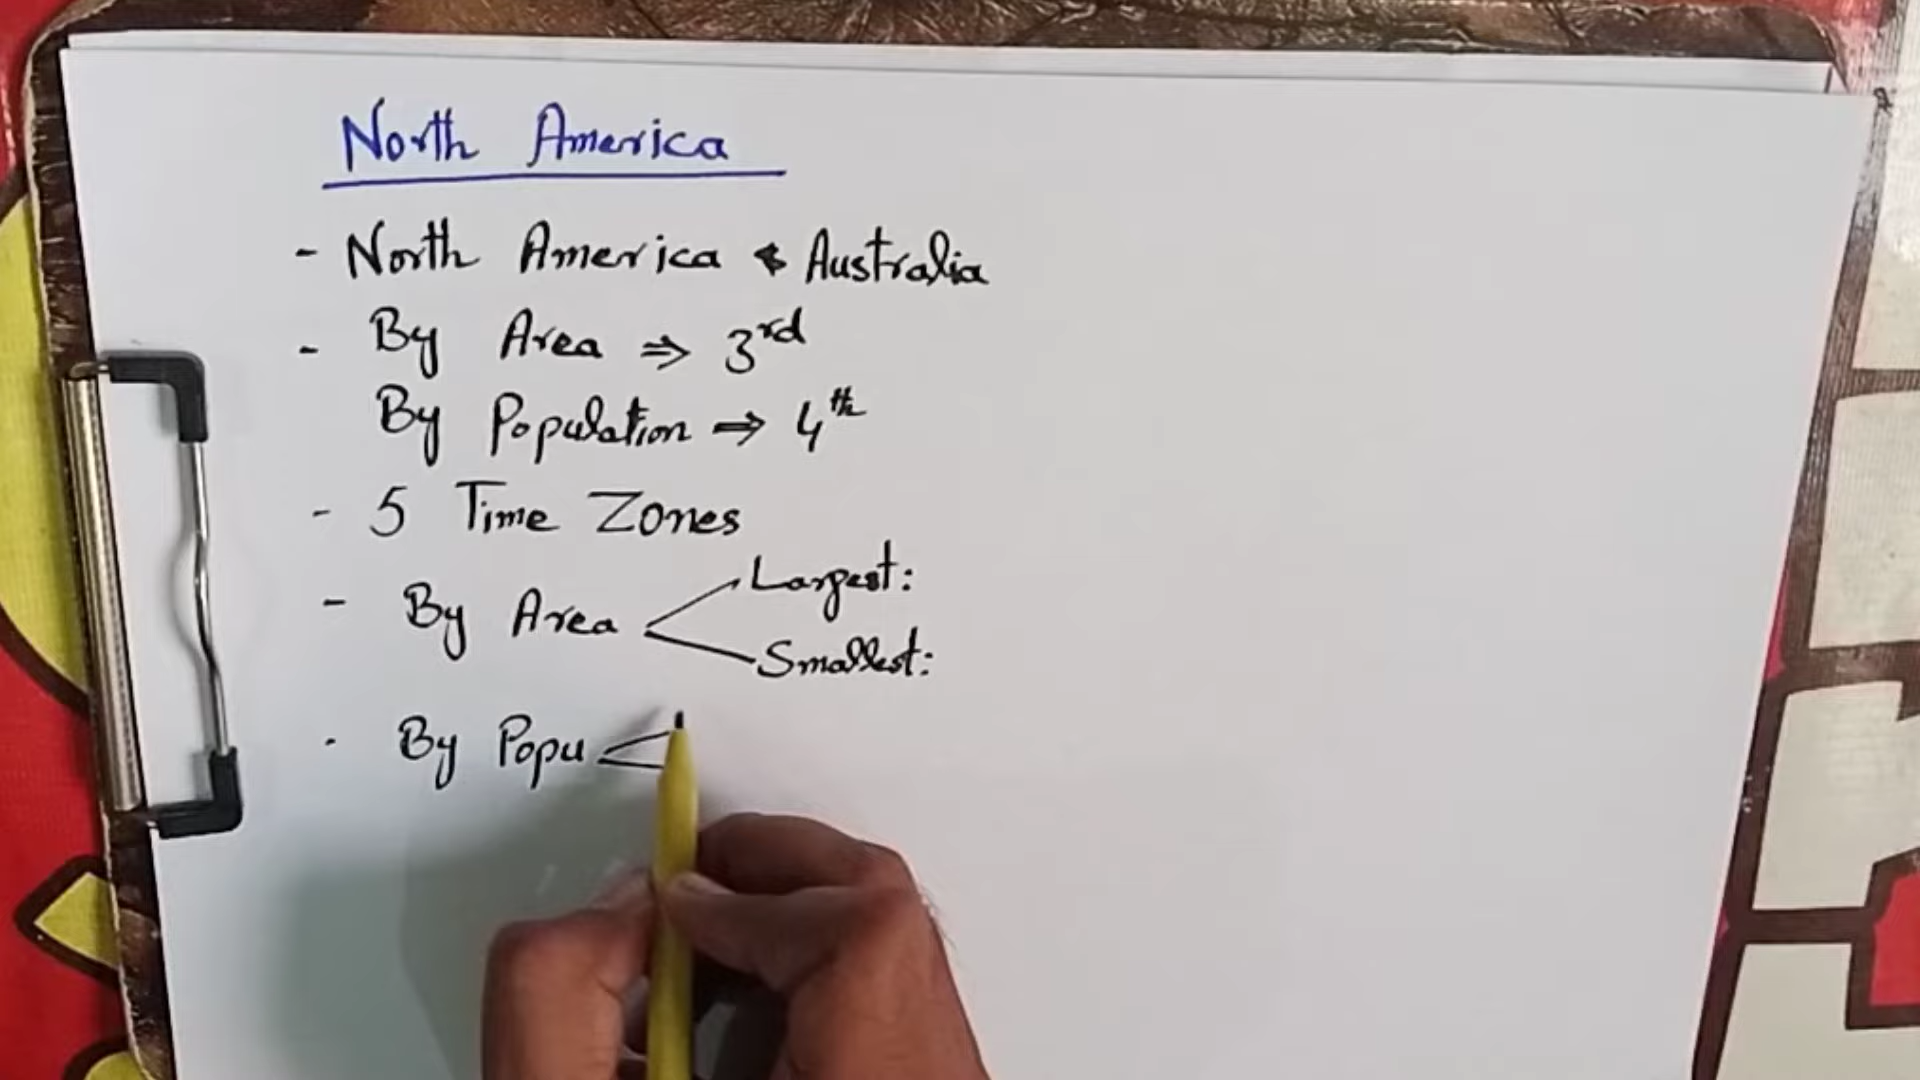 North America
- North America & Australia
- By Area ⇒ 3rd
By Population ⇒ 4th
- 5 Time Zones
- By Area
Largest:
Smallest:
- By Popu